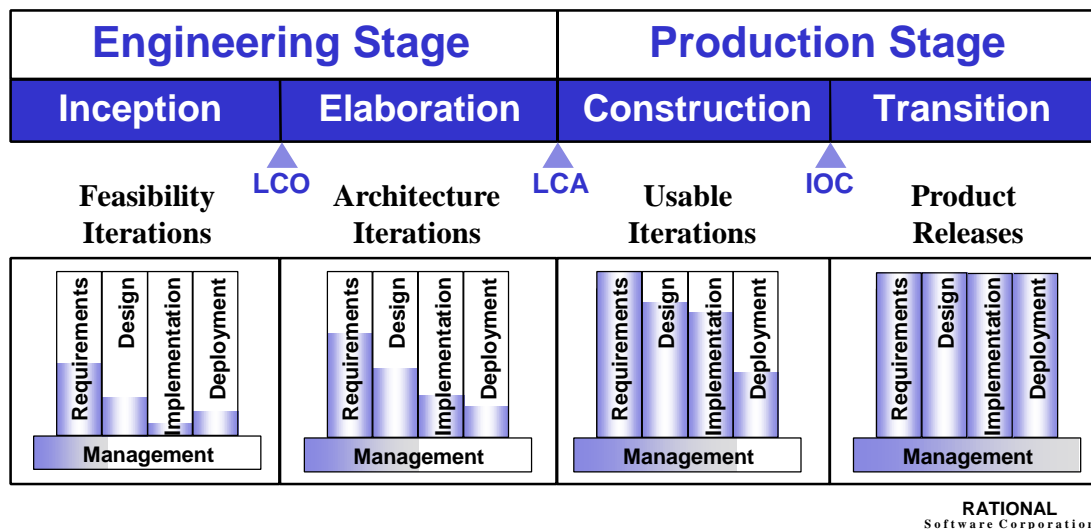 Engineering Stage
Production Stage
Inception
Elaboration
Construction
Transition
LCO
LCA
IOC
Feasibility
Iterations
Architecture
Iterations
Usable
Iterations
Product
Releases
Requirements
Design
Implementation
Deployment
Management
Requirements
Design
Implementation
Deployment
Management
Requirements
Design
Implementation
Deployment
Management
Requirements
Design
Implementation
Deployment
Management
RATIONAL
Software Corporation